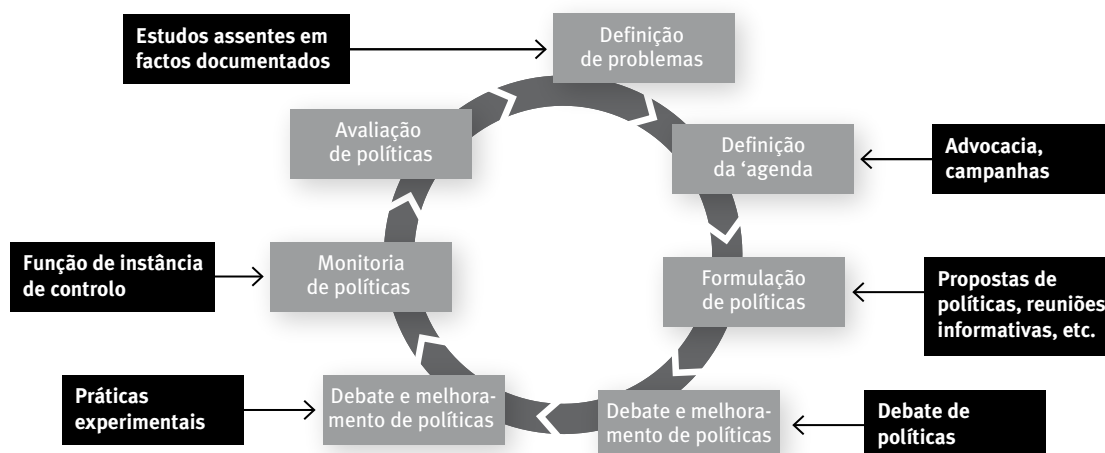 Estudos assentes em
factos documentados
Definição
de problemas
Avaliação
de políticas
Definição
da ‘agenda
Advocacia,
campanhas
Função de instância
de controlo
Monitoria
de políticas
Formulação
de políticas
Propostas de
políticas, reuniões
informativas, etc.
Práticas
experimentais
Debate e melhora-
mento de políticas
Debate e melhora-
mento de políticas
Debate de
políticas